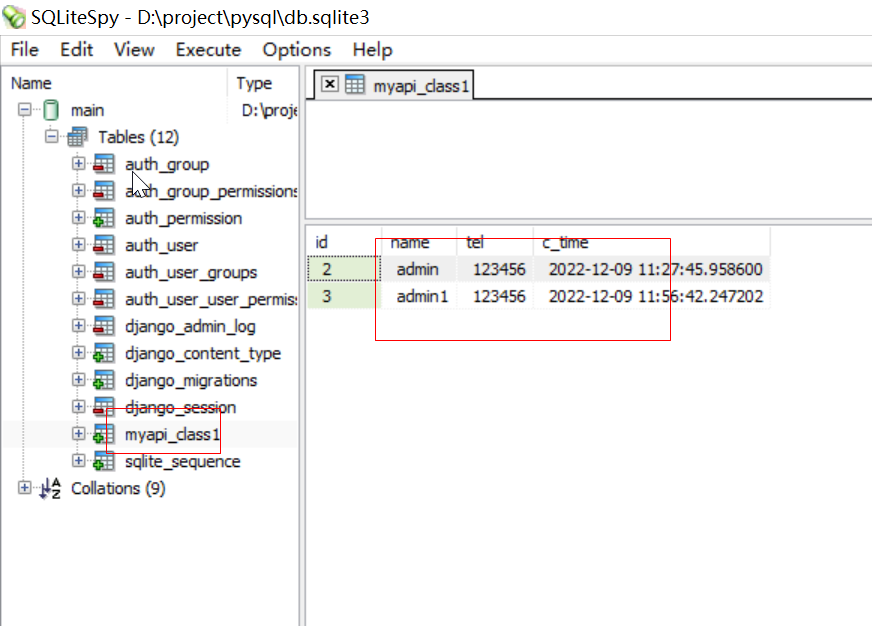 SQLiteSpy - D:\project\pysql\db.sqlite3
File Edit View Execute Options Help
Name Type
main D:\proje
Tables (12)
auth_group
auth_group_permissions
auth_permission
auth_user
auth_user_groups
auth_user_user_permis
django_admin_log
django_content_type
django_migrations
django_session
myapi_class1
sqlite_sequence
Collations (9)
myapi_class1
id name tel c_time
2 admin 123456 2022-12-09 11:27:45.958600
3 admin1 123456 2022-12-09 11:56:42.247202